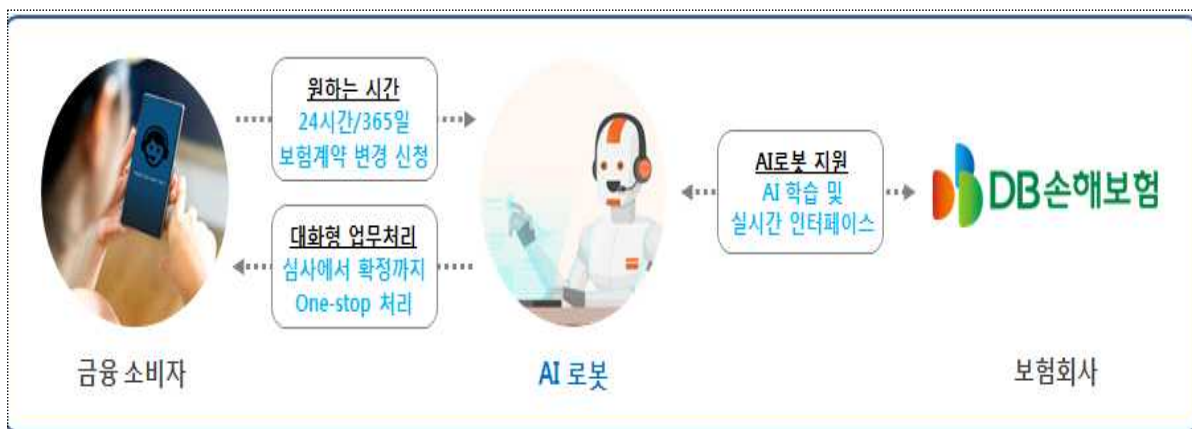 원하는 시간
24시간/365일
보험계약 변경 신청
대화형 업무처리
심사에서 확정까지
One-stop 처리
AI로봇 지원
AI 학습 및
실시간 인터페이스
DB손해보험
금융 소비자
AI 로봇
보험회사